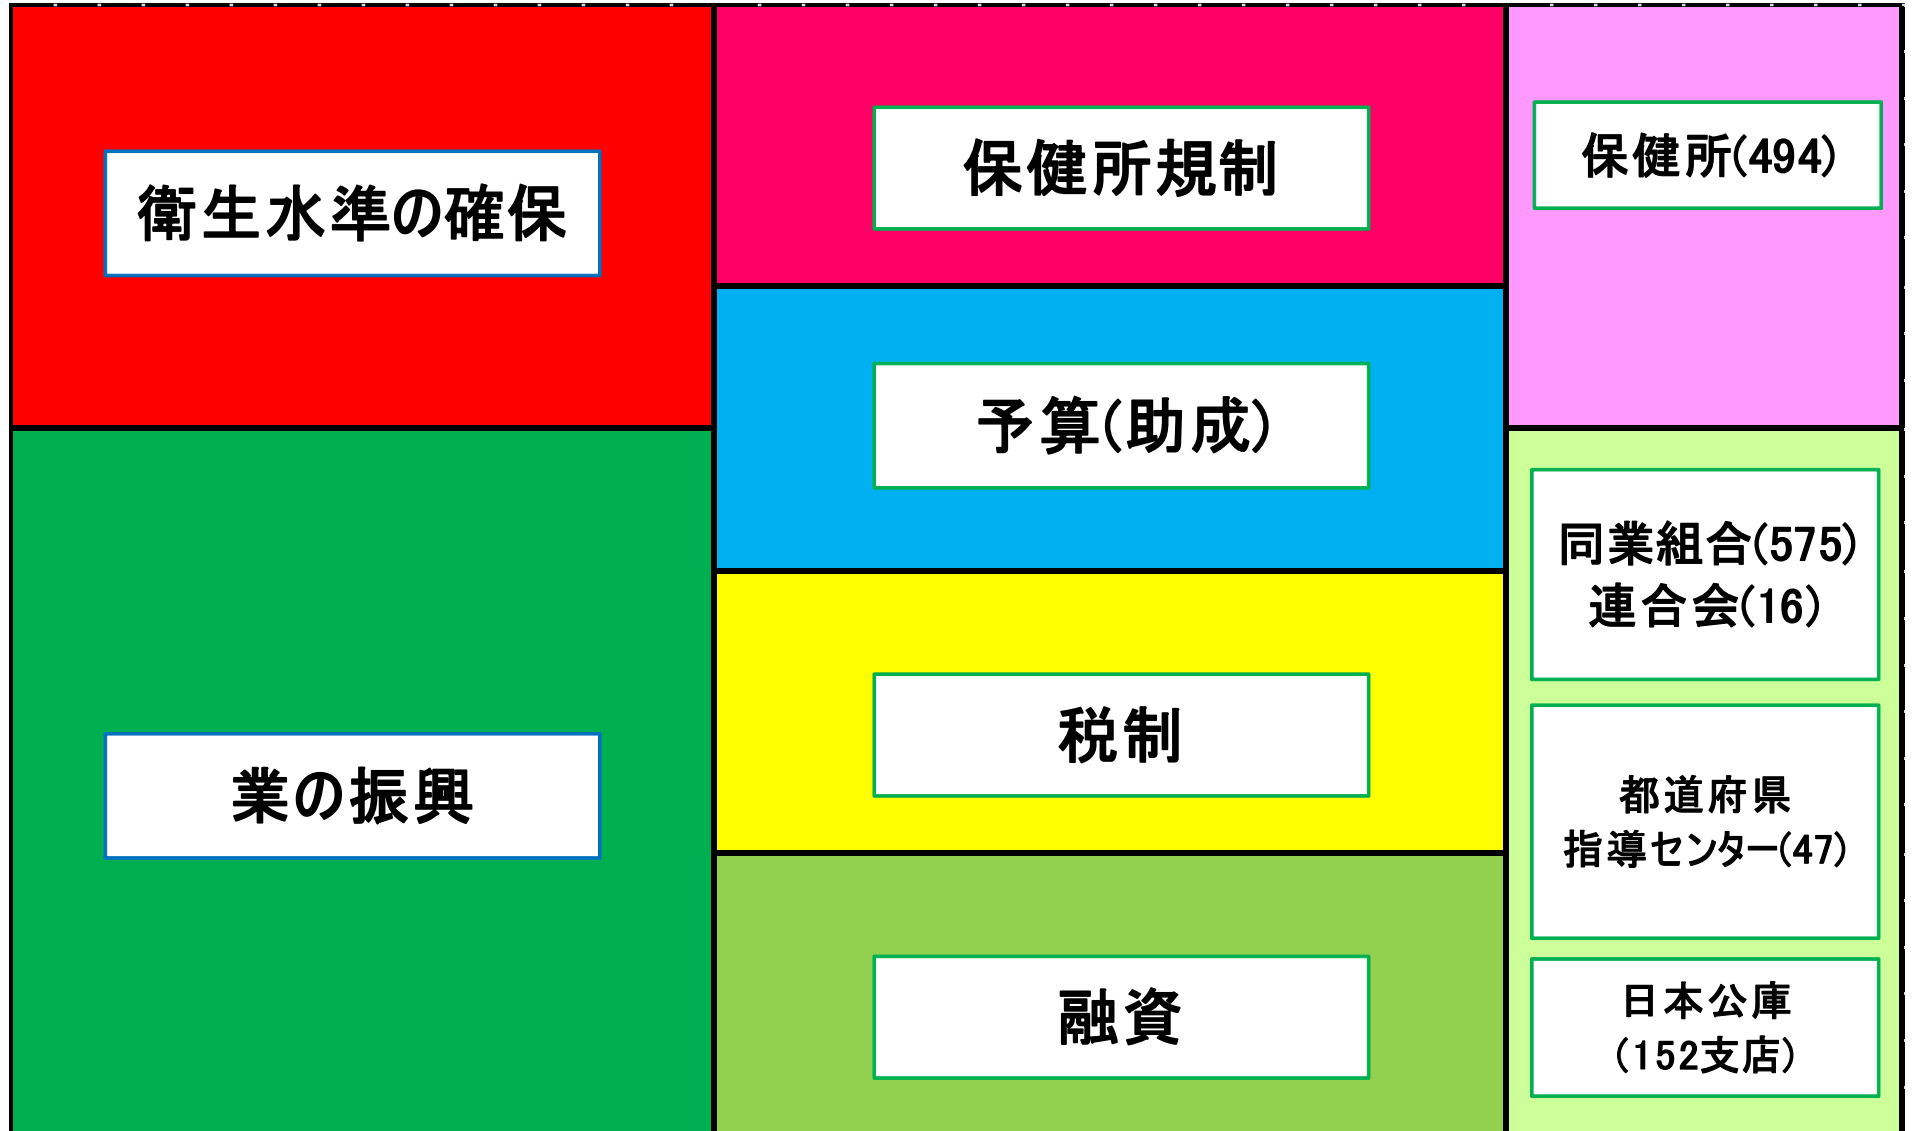 衛生水準の確保
業の振興
保健所規制
予算(助成)
税制
融資
保健所(494)
同業組合(575)
連合会(16)
都道府県
指導センター(47)
日本公庫
(152支店)